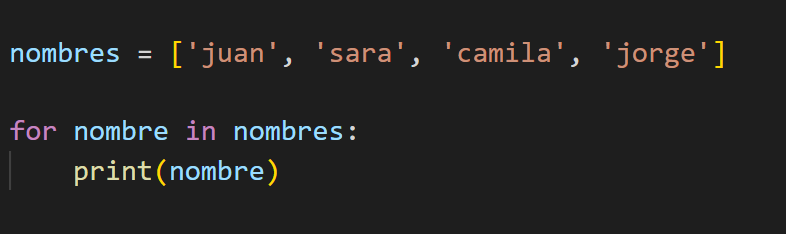 nombres = ['juan', 'sara', 'camila', 'jorge']
for nombre in nombres:
    print(nombre)